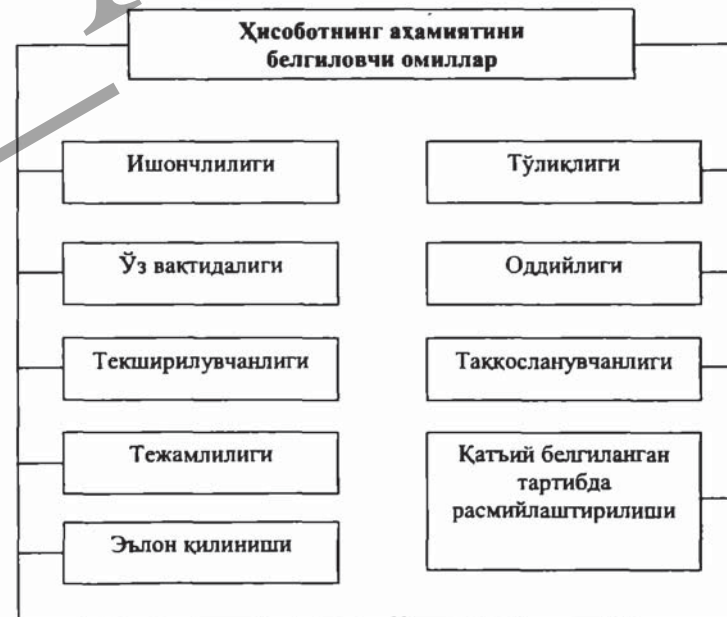 Ҳисоботнинг аҳамиятини
белгиловчи омиллар
Ишончлилиги
Тўлиқлиги
Ўз вақтидалиги
Оддийлиги
Текширилувчанлиги
Таққосланувчанлиги
Тежамлилиги
Қатъий белгиланган
тартибда
расмийлаштирилиши
Эълон қилиниши